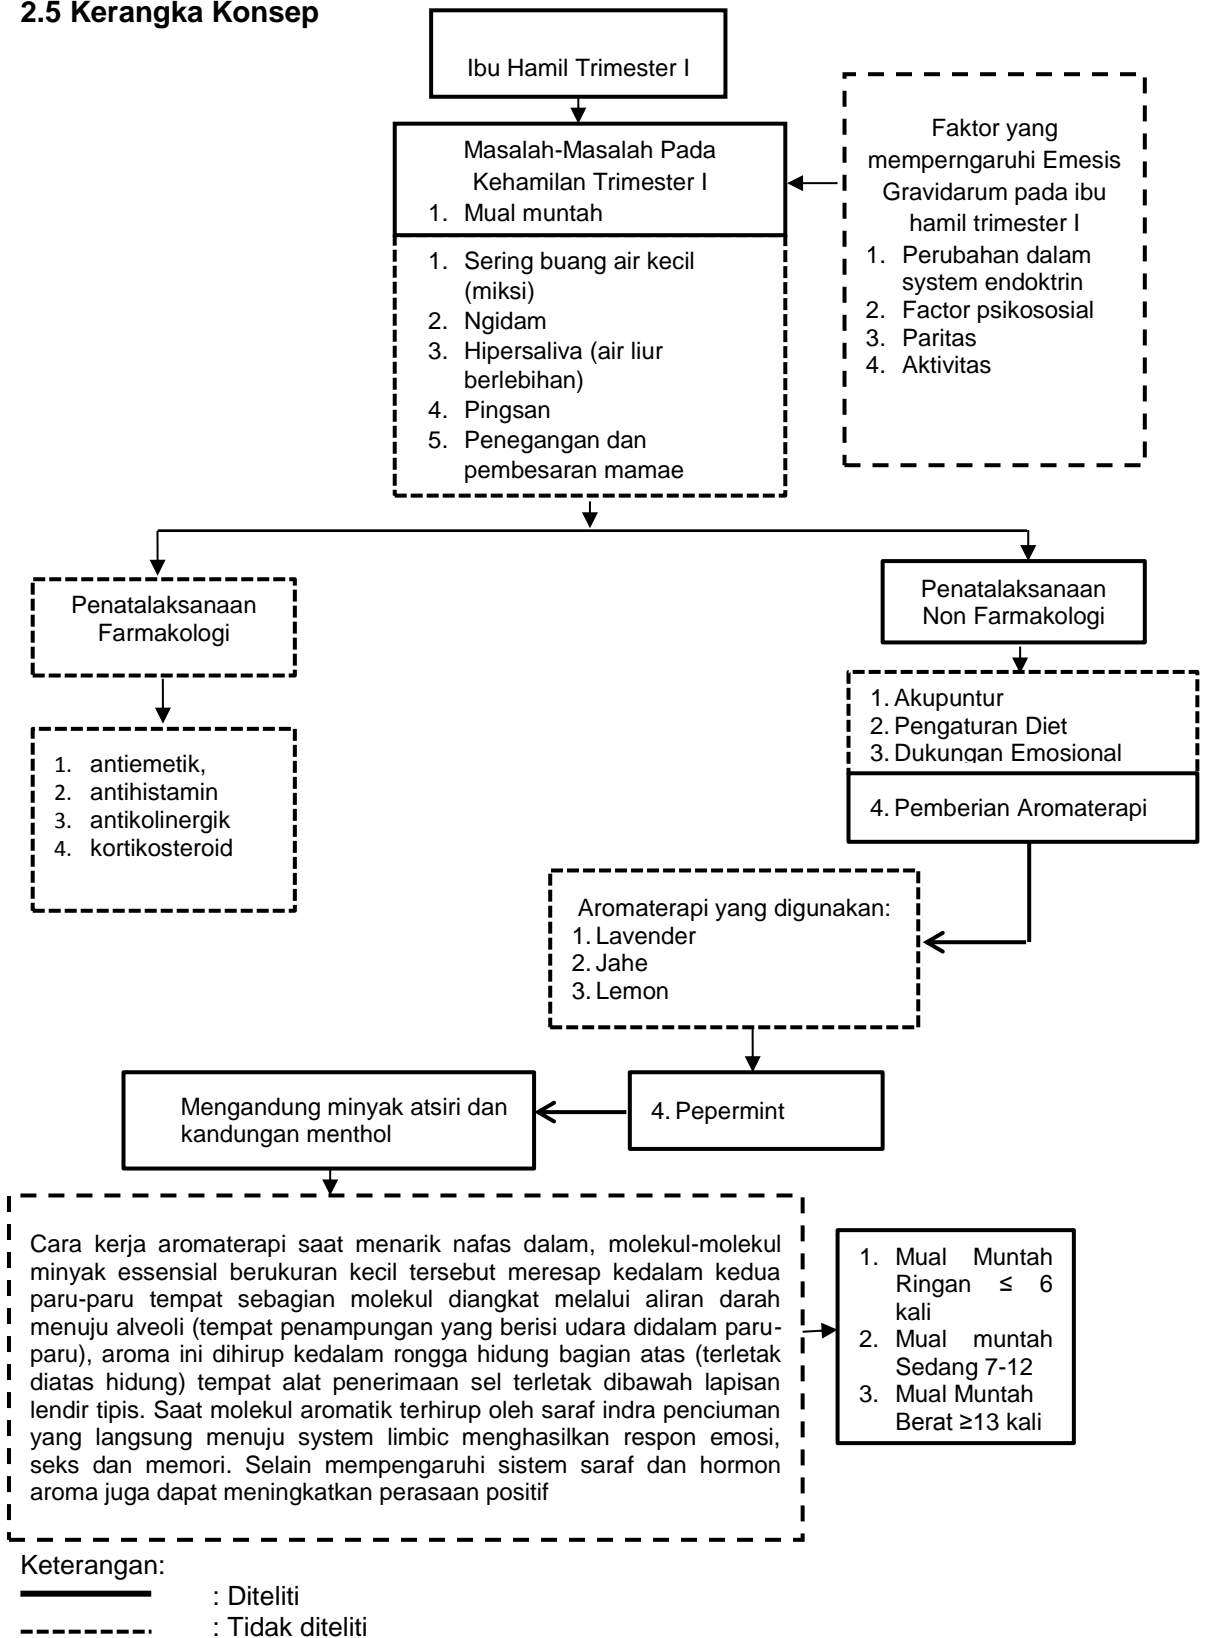 2.5 Kerangka Konsep
Ibu Hamil Trimester I
Masalah-Masalah Pada
Kehamilan Trimester I
1. Mual muntah
1. Sering buang air kecil
(miksi)
2. Ngidam
3. Hipersaliva (air liur
berlebihan)
4. Pingsan
5. Penegangan dan
pembesaran mamae
Faktor yang
memperngaruhi Emesis
Gravidarum pada ibu
hamil trimester I
1. Perubahan dalam
system endoktrin
2. Factor psikososial
3. Paritas
4. Aktivitas
Penatalaksanaan
Farmakologi
1. antiemetik,
2. antihistamin
3. antikolinergik
4. kortikosteroid
Penatalaksanaan
Non Farmakologi
1. Akupuntur
2. Pengaturan Diet
3. Dukungan Emosional
4. Pemberian Aromaterapi
Aromaterapi yang digunakan:
1. Lavender
2. Jahe
3. Lemon
4. Pepermint
Mengandung minyak atsiri dan
kandungan menthol
Cara kerja aromaterapi saat menarik nafas dalam, molekul-molekul
minyak essensial berukuran kecil tersebut meresap kedalam kedua
paru-paru tempat sebagian molekul diangkat melalui aliran darah
menuju alveoli (tempat penampungan yang berisi udara didalam paru-
paru), aroma ini dihirup kedalam rongga hidung bagian atas (terletak
diatas hidung) tempat alat penerimaan sel terletak dibawah lapisan
lendir tipis. Saat molekul aromatik terhirup oleh saraf indra penciuman
yang langsung menuju system limbic menghasilkan respon emosi,
seks dan memori. Selain mempengaruhi sistem saraf dan hormon
aroma juga dapat meningkatkan perasaan positif
1. Mual Muntah
Ringan ≤ 6
kali
2. Mual muntah
Sedang 7-12
3. Mual Muntah
Berat ≥13 kali
Keterangan:
: Diteliti
: Tidak diteliti